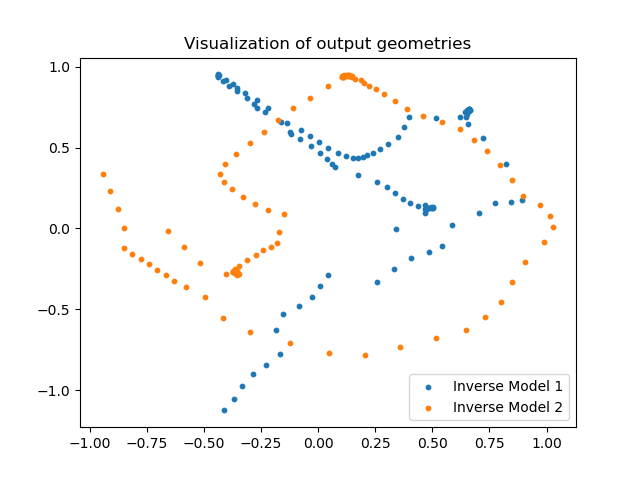 Visualization of output geometries
1.0
0.5
0.0
−0.5
−1.0
−1.00 −0.75 −0.50 −0.25 0.00 0.25 0.50 0.75 1.00
Inverse Model 1
Inverse Model 2